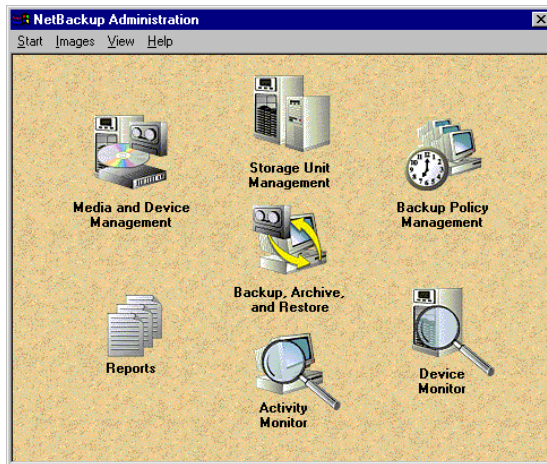 NetBackup Administration
Start Images View Help
Storage Unit
Management
Media and Device
Management
Backup Policy
Management
Backup, Archive,
and Restore
Reports
Device
Monitor
Activity
Monitor